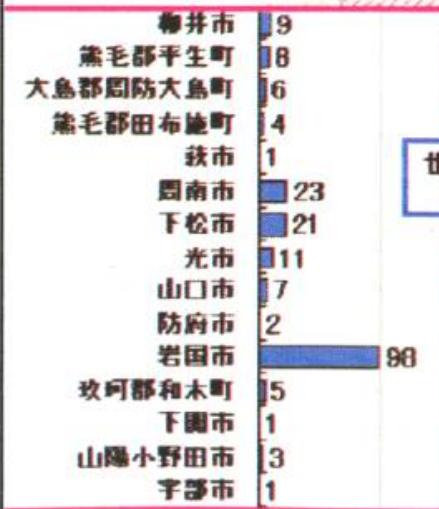 柳井市 9
熊毛郡平生町 8
大島郡周防大島町 6
熊毛郡田布施町 4
萩市 1
周南市 23
下松市 21
光市 11
山口市 7
防府市 2
岩国市 98
玖珂郡和木町 5
下関市 1
山陽小野田市 3
宇部市 1